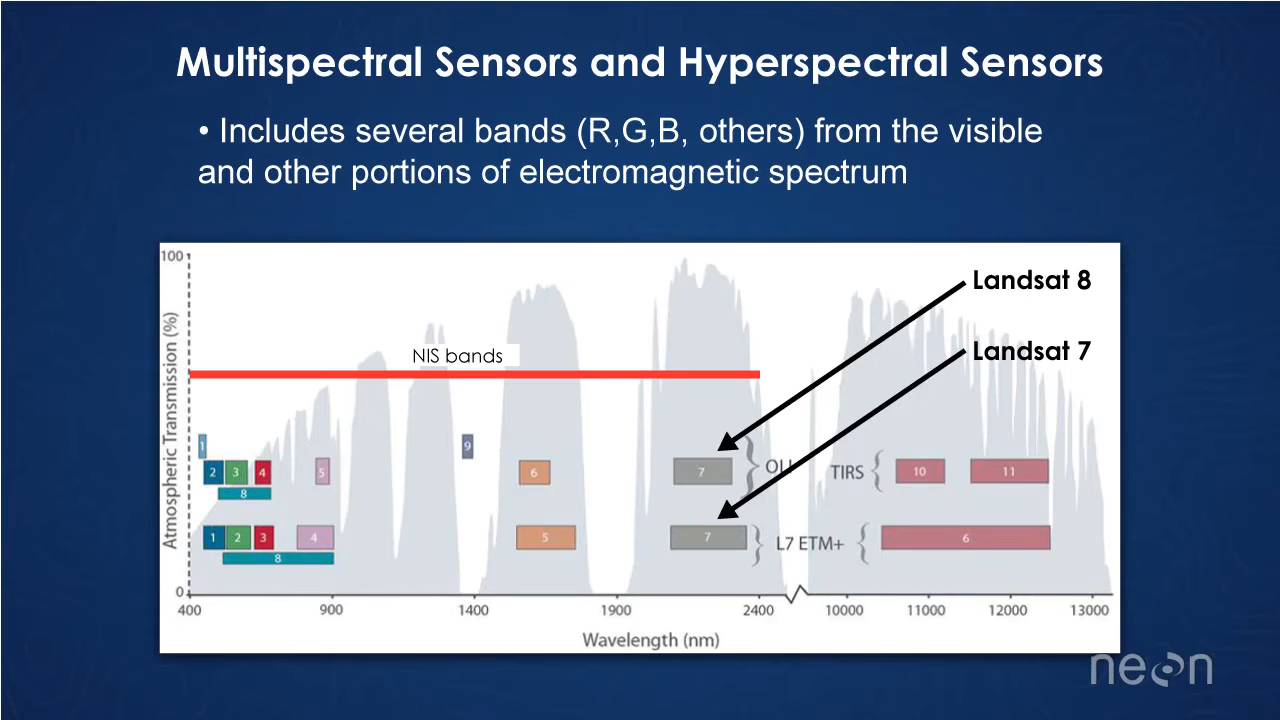 Multispectral Sensors and Hyperspectral Sensors
• Includes several bands (R,G,B, others) from the visible
and other portions of electromagnetic spectrum
100
Landsat 8
Landsat 7
NIS bands
Atmospheric Transmission (%)
1
9
2 3 4 5 6 7 OLI TIRS 10 11
8
1 2 3 4 5 7 L7 ETM+ 6
8
0
400 900 1400 1900 2400 10000 11000 12000 13000
Wavelength (nm)
neon